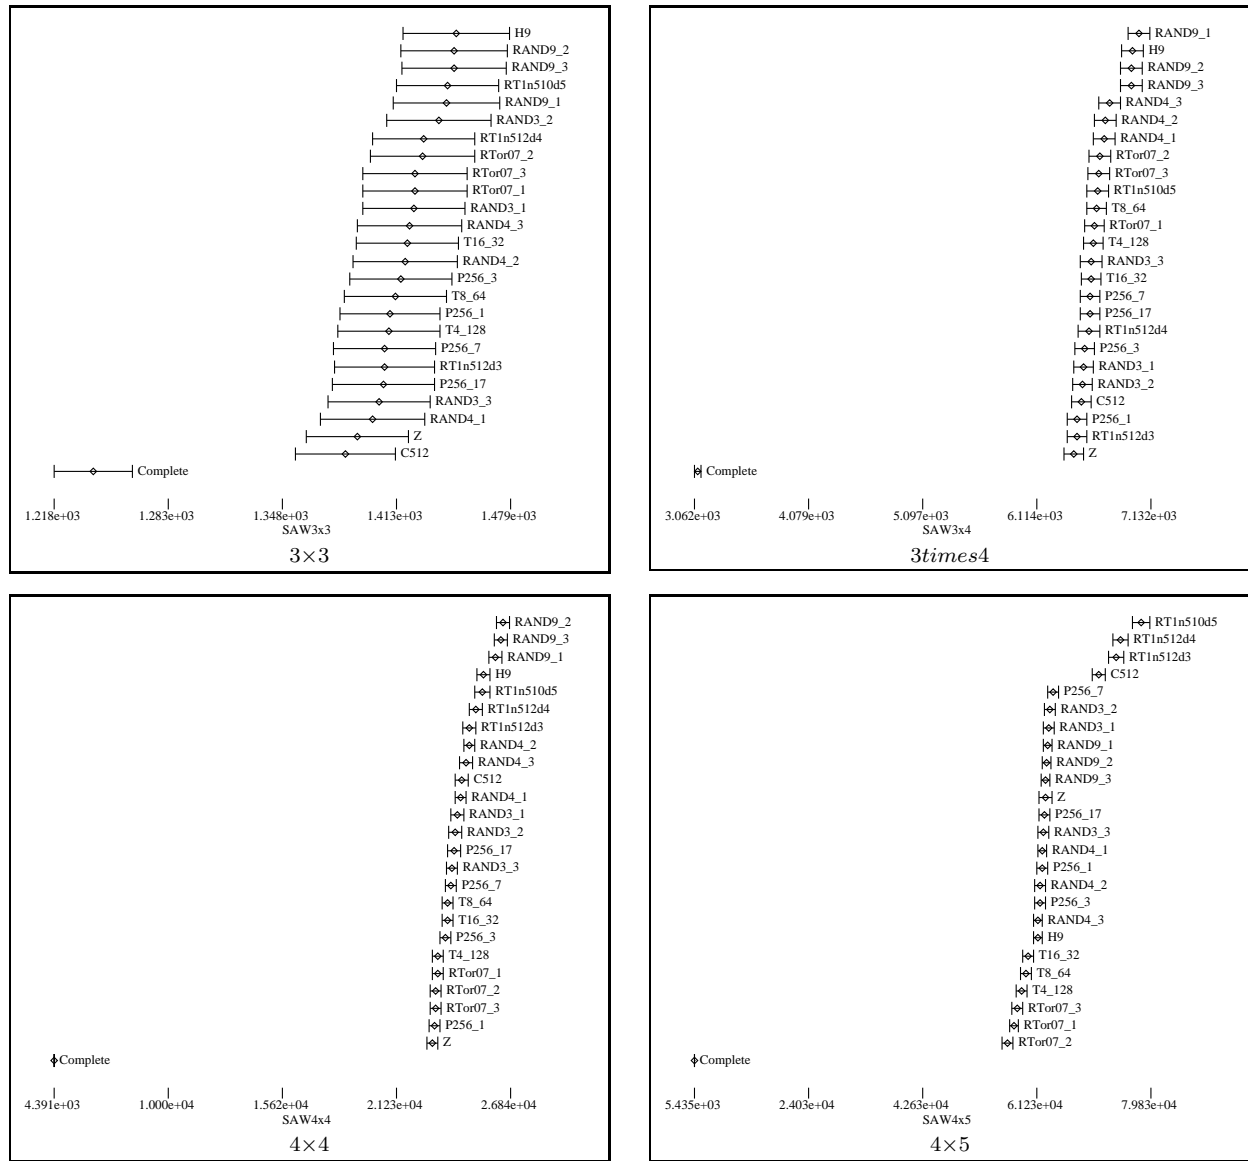 H9
RAND9_2
RAND9_3
RT1n510d5
RAND9_1
RAND3_2
RT1n512d4
RTor07_2
RTor07_3
RTor07_1
RAND3_1
RAND4_3
T16_32
RAND4_2
P256_3
T8_64
P256_1
T4_128
P256_7
RT1n512d3
P256_17
RAND3_3
RAND4_1
Z
C512
Complete
1.218e+03 1.283e+03 1.348e+03 1.413e+03 1.479e+03
SAW3x3
3×3
RAND9_1
H9
RAND9_2
RAND9_3
RAND4_3
RAND4_2
RAND4_1
RTor07_2
RTor07_3
RT1n510d5
T8_64
RTor07_1
T4_128
RAND3_3
T16_32
P256_7
P256_17
RT1n512d4
P256_3
RAND3_1
RAND3_2
C512
P256_1
RT1n512d3
Z
Complete
3.062e+03 4.079e+03 5.097e+03 6.114e+03 7.132e+03
SAW3x4
3times4
RAND9_2
RAND9_3
RAND9_1
H9
RT1n510d5
RT1n512d4
RT1n512d3
RAND4_2
RAND4_3
C512
RAND4_1
RAND3_1
RAND3_2
P256_17
RAND3_3
P256_7
T8_64
T16_32
P256_3
T4_128
RTor07_1
RTor07_2
RTor07_3
P256_1
Z
Complete
4.391e+03 1.000e+04 1.562e+04 2.123e+04 2.684e+04
SAW4x4
4×4
RT1n510d5
RT1n512d4
RT1n512d3
C512
P256_7
RAND3_2
RAND3_1
RAND9_1
RAND9_2
RAND9_3
Z
P256_17
RAND3_3
RAND4_1
P256_1
RAND4_2
P256_3
RAND4_3
H9
T16_32
T8_64
T4_128
RTor07_3
RTor07_1
RTor07_2
Complete
5.435e+03 2.403e+04 4.263e+04 6.123e+04 7.983e+04
SAW4x5
4×5